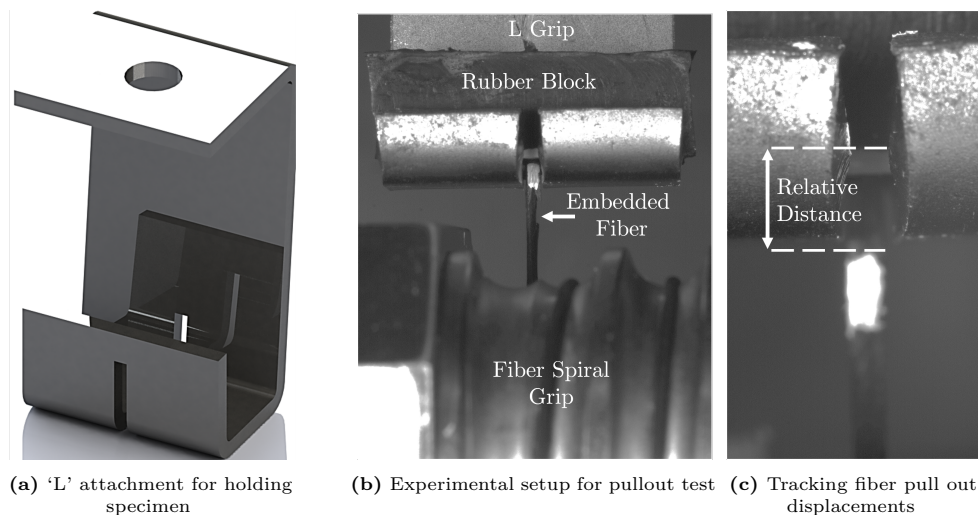 L Grip
Rubber Block
Embedded
Fiber
Fiber Spiral
Grip
Relative
Distance
(a) ‘L’ attachment for holding
specimen
(b) Experimental setup for pullout test
(c) Tracking fiber pull out
displacements